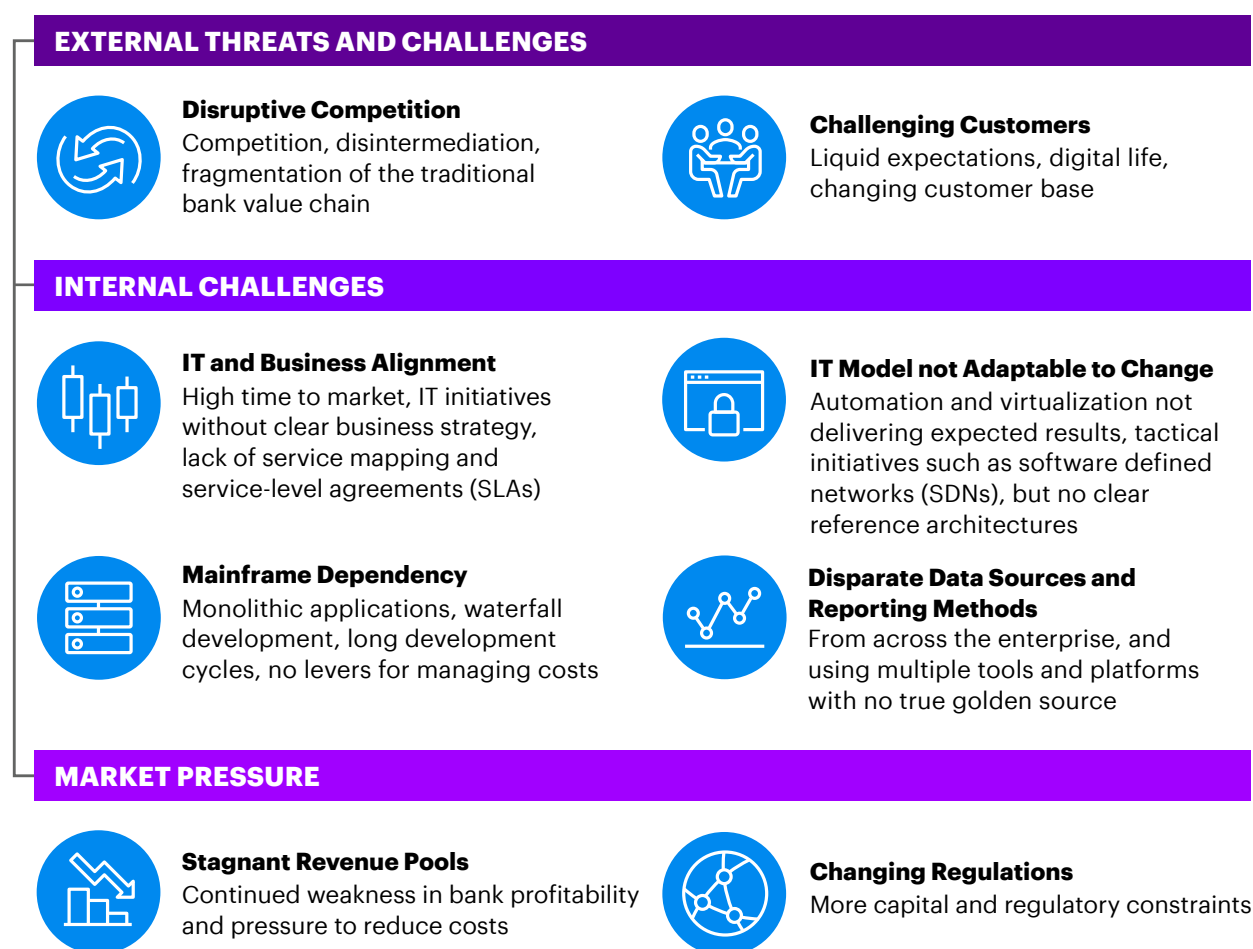 EXTERNAL THREATS AND CHALLENGES
Disruptive Competition
Competition, disintermediation,
fragmentation of the traditional
bank value chain
Challenging Customers
Liquid expectations, digital life,
changing customer base
INTERNAL CHALLENGES
IT and Business Alignment
High time to market, IT initiatives
without clear business strategy,
lack of service mapping and
service-level agreements (SLAs)
IT Model not Adaptable to Change
Automation and virtualization not
delivering expected results, tactical
initiatives such as software defined
networks (SDNs), but no clear
reference architectures
Mainframe Dependency
Monolithic applications, waterfall
development, long development
cycles, no levers for managing costs
Disparate Data Sources and
Reporting Methods
From across the enterprise, and
using multiple tools and platforms
with no true golden source
MARKET PRESSURE
Stagnant Revenue Pools
Continued weakness in bank profitability
and pressure to reduce costs
Changing Regulations
More capital and regulatory constraints